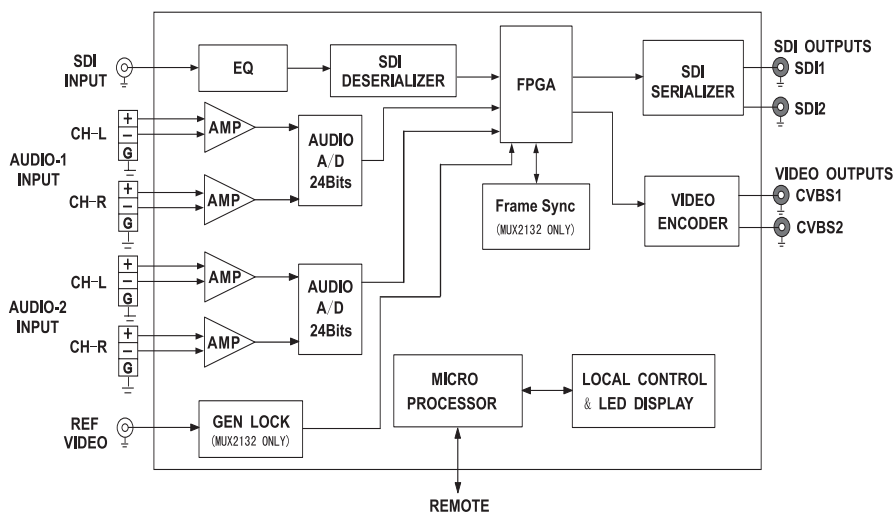 SDI
INPUT
EQ
SDI
DESERIALIZER
FPGA
SDI
SERIALIZER
SDI OUTPUTS
SDI1
SDI2
AUDIO-1
INPUT
CH-L
+
−
G
AMP
CH-R
+
−
G
AMP
AUDIO
A/D
24Bits
Frame Sync
(MUX2132 ONLY)
VIDEO
ENCODER
VIDEO OUTPUTS
CVBS1
CVBS2
AUDIO-2
INPUT
CH-L
+
−
G
AMP
CH-R
+
−
G
AMP
AUDIO
A/D
24Bits
MICRO
PROCESSOR
LOCAL CONTROL
& LED DISPLAY
REF
VIDEO
GEN LOCK
(MUX2132 ONLY)
REMOTE